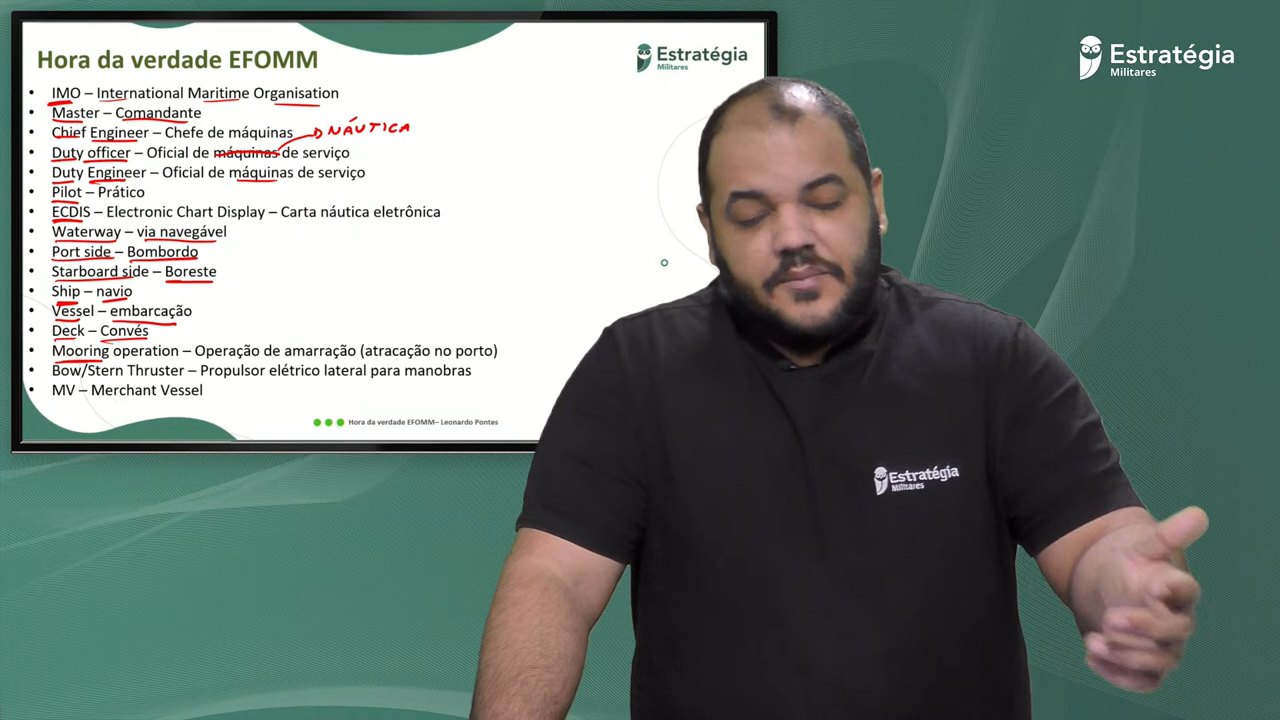 Hora da verdade EFOMM
Estratégia
Militares
• IMO – International Maritime Organisation
• Master – Comandante
• Chief Engineer – Chefe de máquinas
NÁUTICA
• Duty officer – Oficial de máquinas de serviço
• Duty Engineer – Oficial de máquinas de serviço
• Pilot – Prático
• ECDIS – Electronic Chart Display – Carta náutica eletrônica
• Waterway – via navegável
• Port side – Bombordo
• Starboard side – Boreste
• Ship – navio
• Vessel – embarcação
• Deck – Convés
• Mooring operation – Operação de amarração (atracação no porto)
• Bow/Stern Thruster – Propulsor elétrico lateral para manobras
• MV – Merchant Vessel
Hora da verdade EFOMM– Leonardo Pontes
Estratégia
Militares
Estratégia
Militares